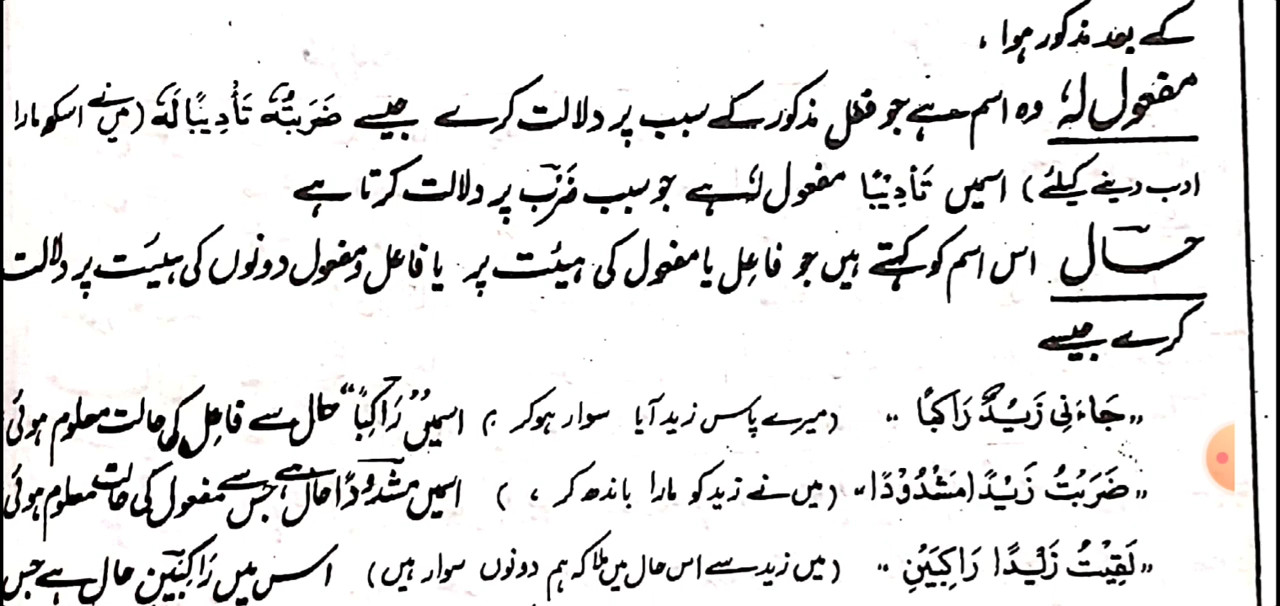 کے بعد مذکور ہوا ،
مفعول لہٗ وہ اسم ہے جو فعل مذکور کے سبب پر دلالت کرے جیسے ضَرَبْتُہٗ تَأْدِیْبًا لَہٗ (میں نے اسکو مارا
ادب دینے کیلئے) اسمیں تَأْدِیْبًا مفعول لہٗ ہے جو سبب ضَرْبْ پر دلالت کرتا ہے
حال اس اسم کو کہتے ہیں جو فاعِل یا مفعول کی ہیئت پر یا فاعل و مفعول دونوں کی ہیئت پر دلالت
کرے جیسے
"جَاءَنِی زَیْدٌ رَاکِبًا" (میرے پاس زید آیا سوار ہوکر) اسمیں "رَاکِبًا" حال سے فاعِل کی حالت معلوم ہوئی
"ضَرَبْتُ زَیْدًا مَشْدُوْدًا" (میں نے زید کو مارا باندھ کر ،) اسمیں مشدُودًا حال ہے جس سے مفعول کی حالت معلوم ہوئی
"لَقِیْتُ زَیْدًا رَاکِبَیْنِ" (میں زید سے اس حال میں ملا کہ ہم دونوں سوار ہیں) اس میں رَاکِبَیْنِ حال ہے جس